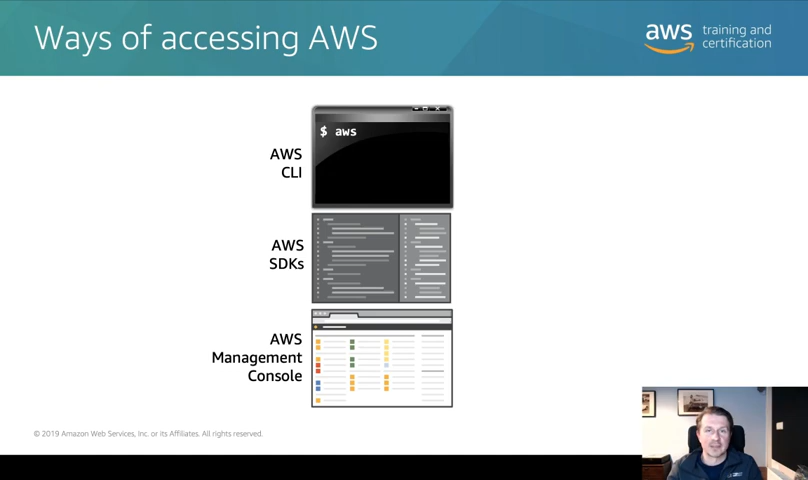 Ways of accessing AWS
aws training and
certification
$ aws
AWS
CLI
AWS
SDKs
AWS
Management
Console
© 2019 Amazon Web Services, Inc. or its Affiliates. All rights reserved.